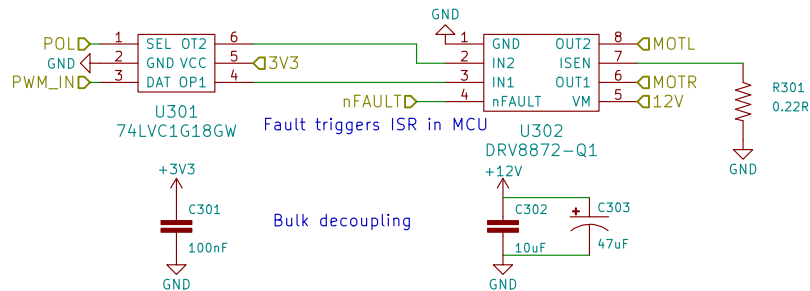 GND
POL 1 SEL OT2 6
GND 2 GND VCC 5 3V3
PWM_IN 3 DAT OP1 4
U301
74LVC1G18GW
1 GND OUT2 8 MOTL
2 IN2 ISEN 7
3 IN1 OUT1 6 MOTR
nFAULT 4 nFAULT VM 5 12V
U302
DRV8872-Q1
R301
0.22R
GND
Fault triggers ISR in MCU
+3V3
C301
100nF
GND
Bulk decoupling
+12V
C302
10uF
+
C303
47uF
GND